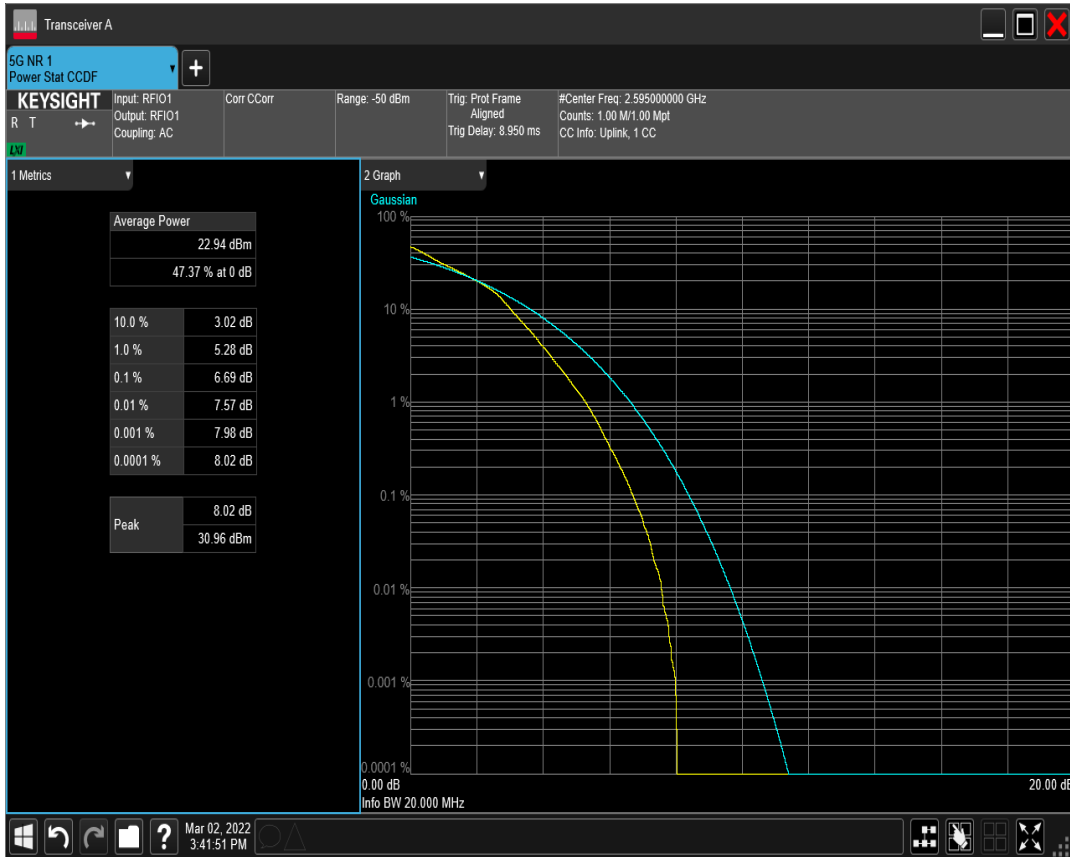 Transceiver A
5G NR 1
Power Stat CCDF
+
KEYSIGHT
R T
LXI
Input: RFIO1
Output: RFIO1
Coupling: AC
Corr CCorr
Range: -50 dBm
Trig: Prot Frame
Aligned
Trig Delay: 8.950 ms
#Center Freq: 2.595000000 GHz
Counts: 1.00 M/1.00 Mpt
CC Info: Uplink, 1 CC
1 Metrics
Average Power
22.94 dBm
47.37 % at 0 dB
10.0 % 3.02 dB
1.0 % 5.28 dB
0.1 % 6.69 dB
0.01 % 7.57 dB
0.001 % 7.98 dB
0.0001 % 8.02 dB
Peak
8.02 dB
30.96 dBm
2 Graph
Gaussian
100 %
10 %
1 %
0.1 %
0.01 %
0.001 %
0.0001 %
0.00 dB 20.00 dB
Info BW 20.000 MHz
?
Mar 02, 2022
3:41:51 PM